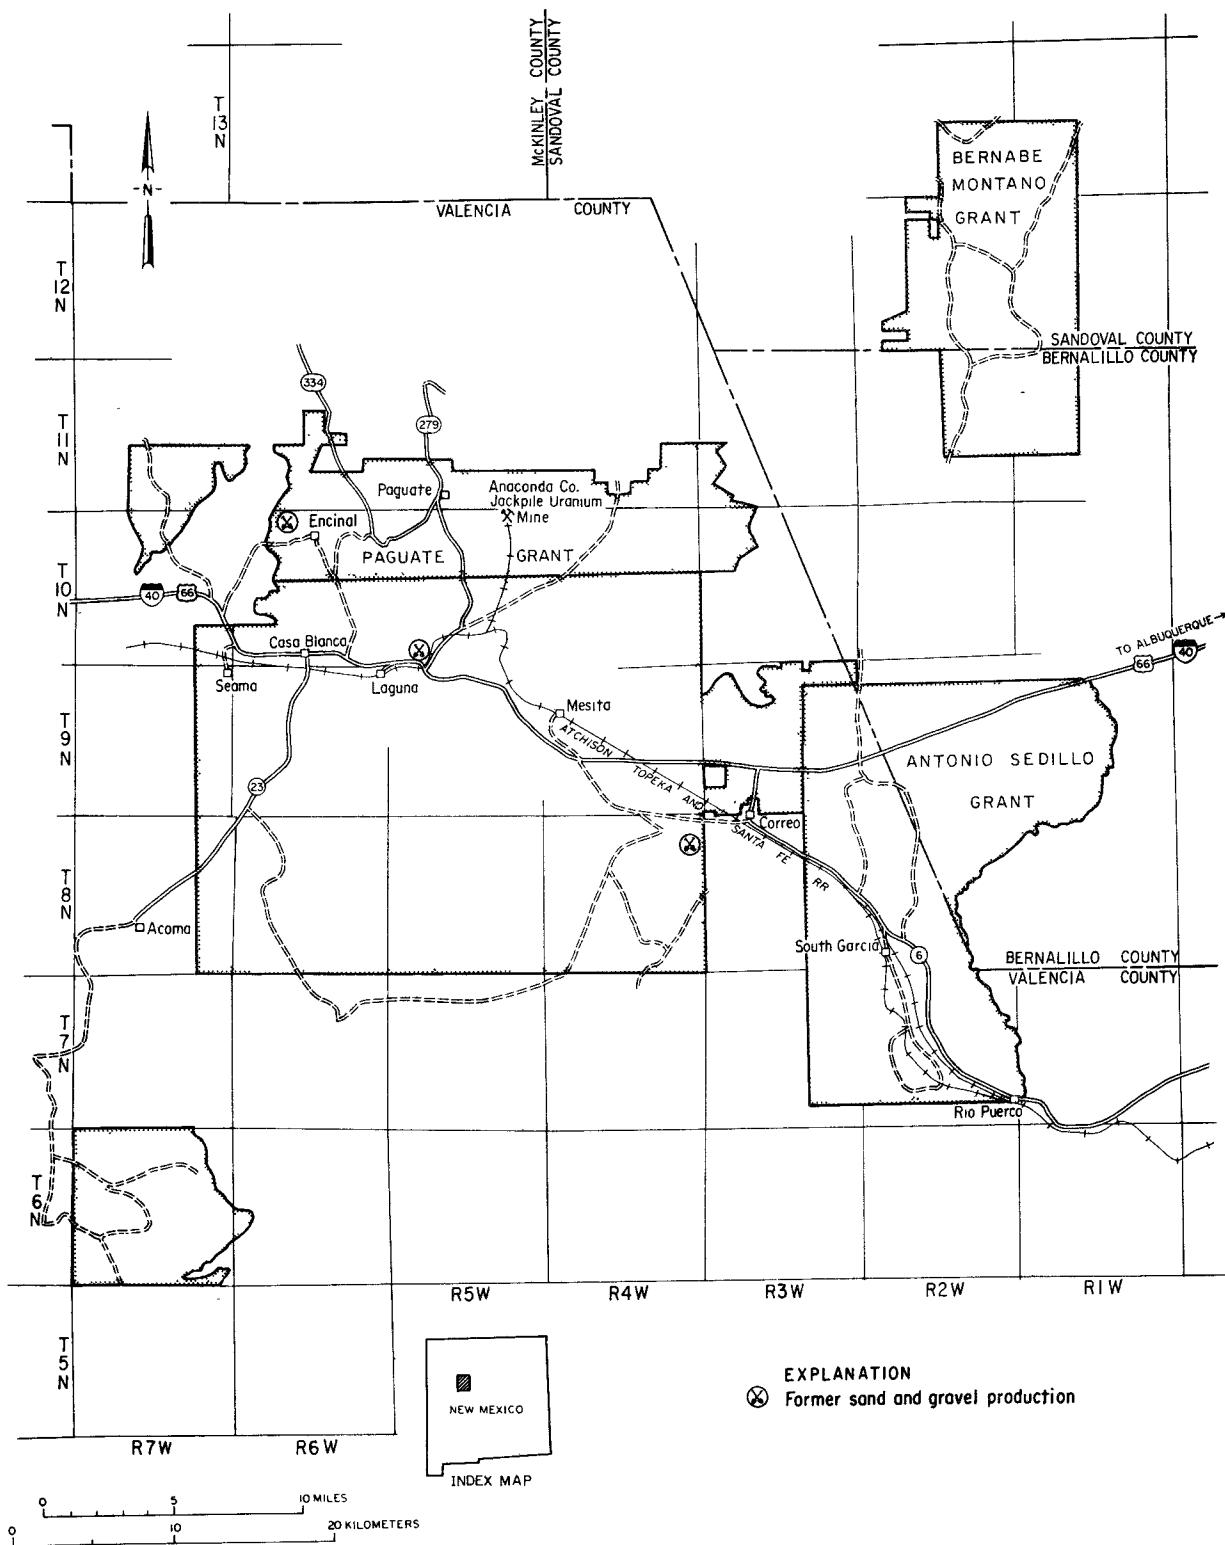 McKINLEY COUNTY
SANDOVAL COUNTY
T
13
N
N
BERNABE
MONTANO
GRANT
VALENCIA COUNTY
T
12
N
SANDOVAL COUNTY
BERNALILLO COUNTY
334
279
T
11
N
Paguate
Anaconda Co.
Jackpile Uranium
Mine
Encinal
PAGUATE GRANT
T
10
N
40
66
Casa Blanca
TO ALBUQUERQUE
66
40
Seama
Laguna
Mesita
T
9
N
ATCHISON TOPEKA AND SANTA FE RR
ANTONIO SEDILLO
GRANT
23
Correo
T
8
N
Acoma
South Garcia
6
BERNALILLO COUNTY
VALENCIA COUNTY
T
7
N
Rio Puerco
T
6
N
R5W R4W R3W R2W R1W
T
5
N
NEW MEXICO
INDEX MAP
EXPLANATION
Former sand and gravel production
R7W R6W
0 5 10 MILES
0 10 20 KILOMETERS